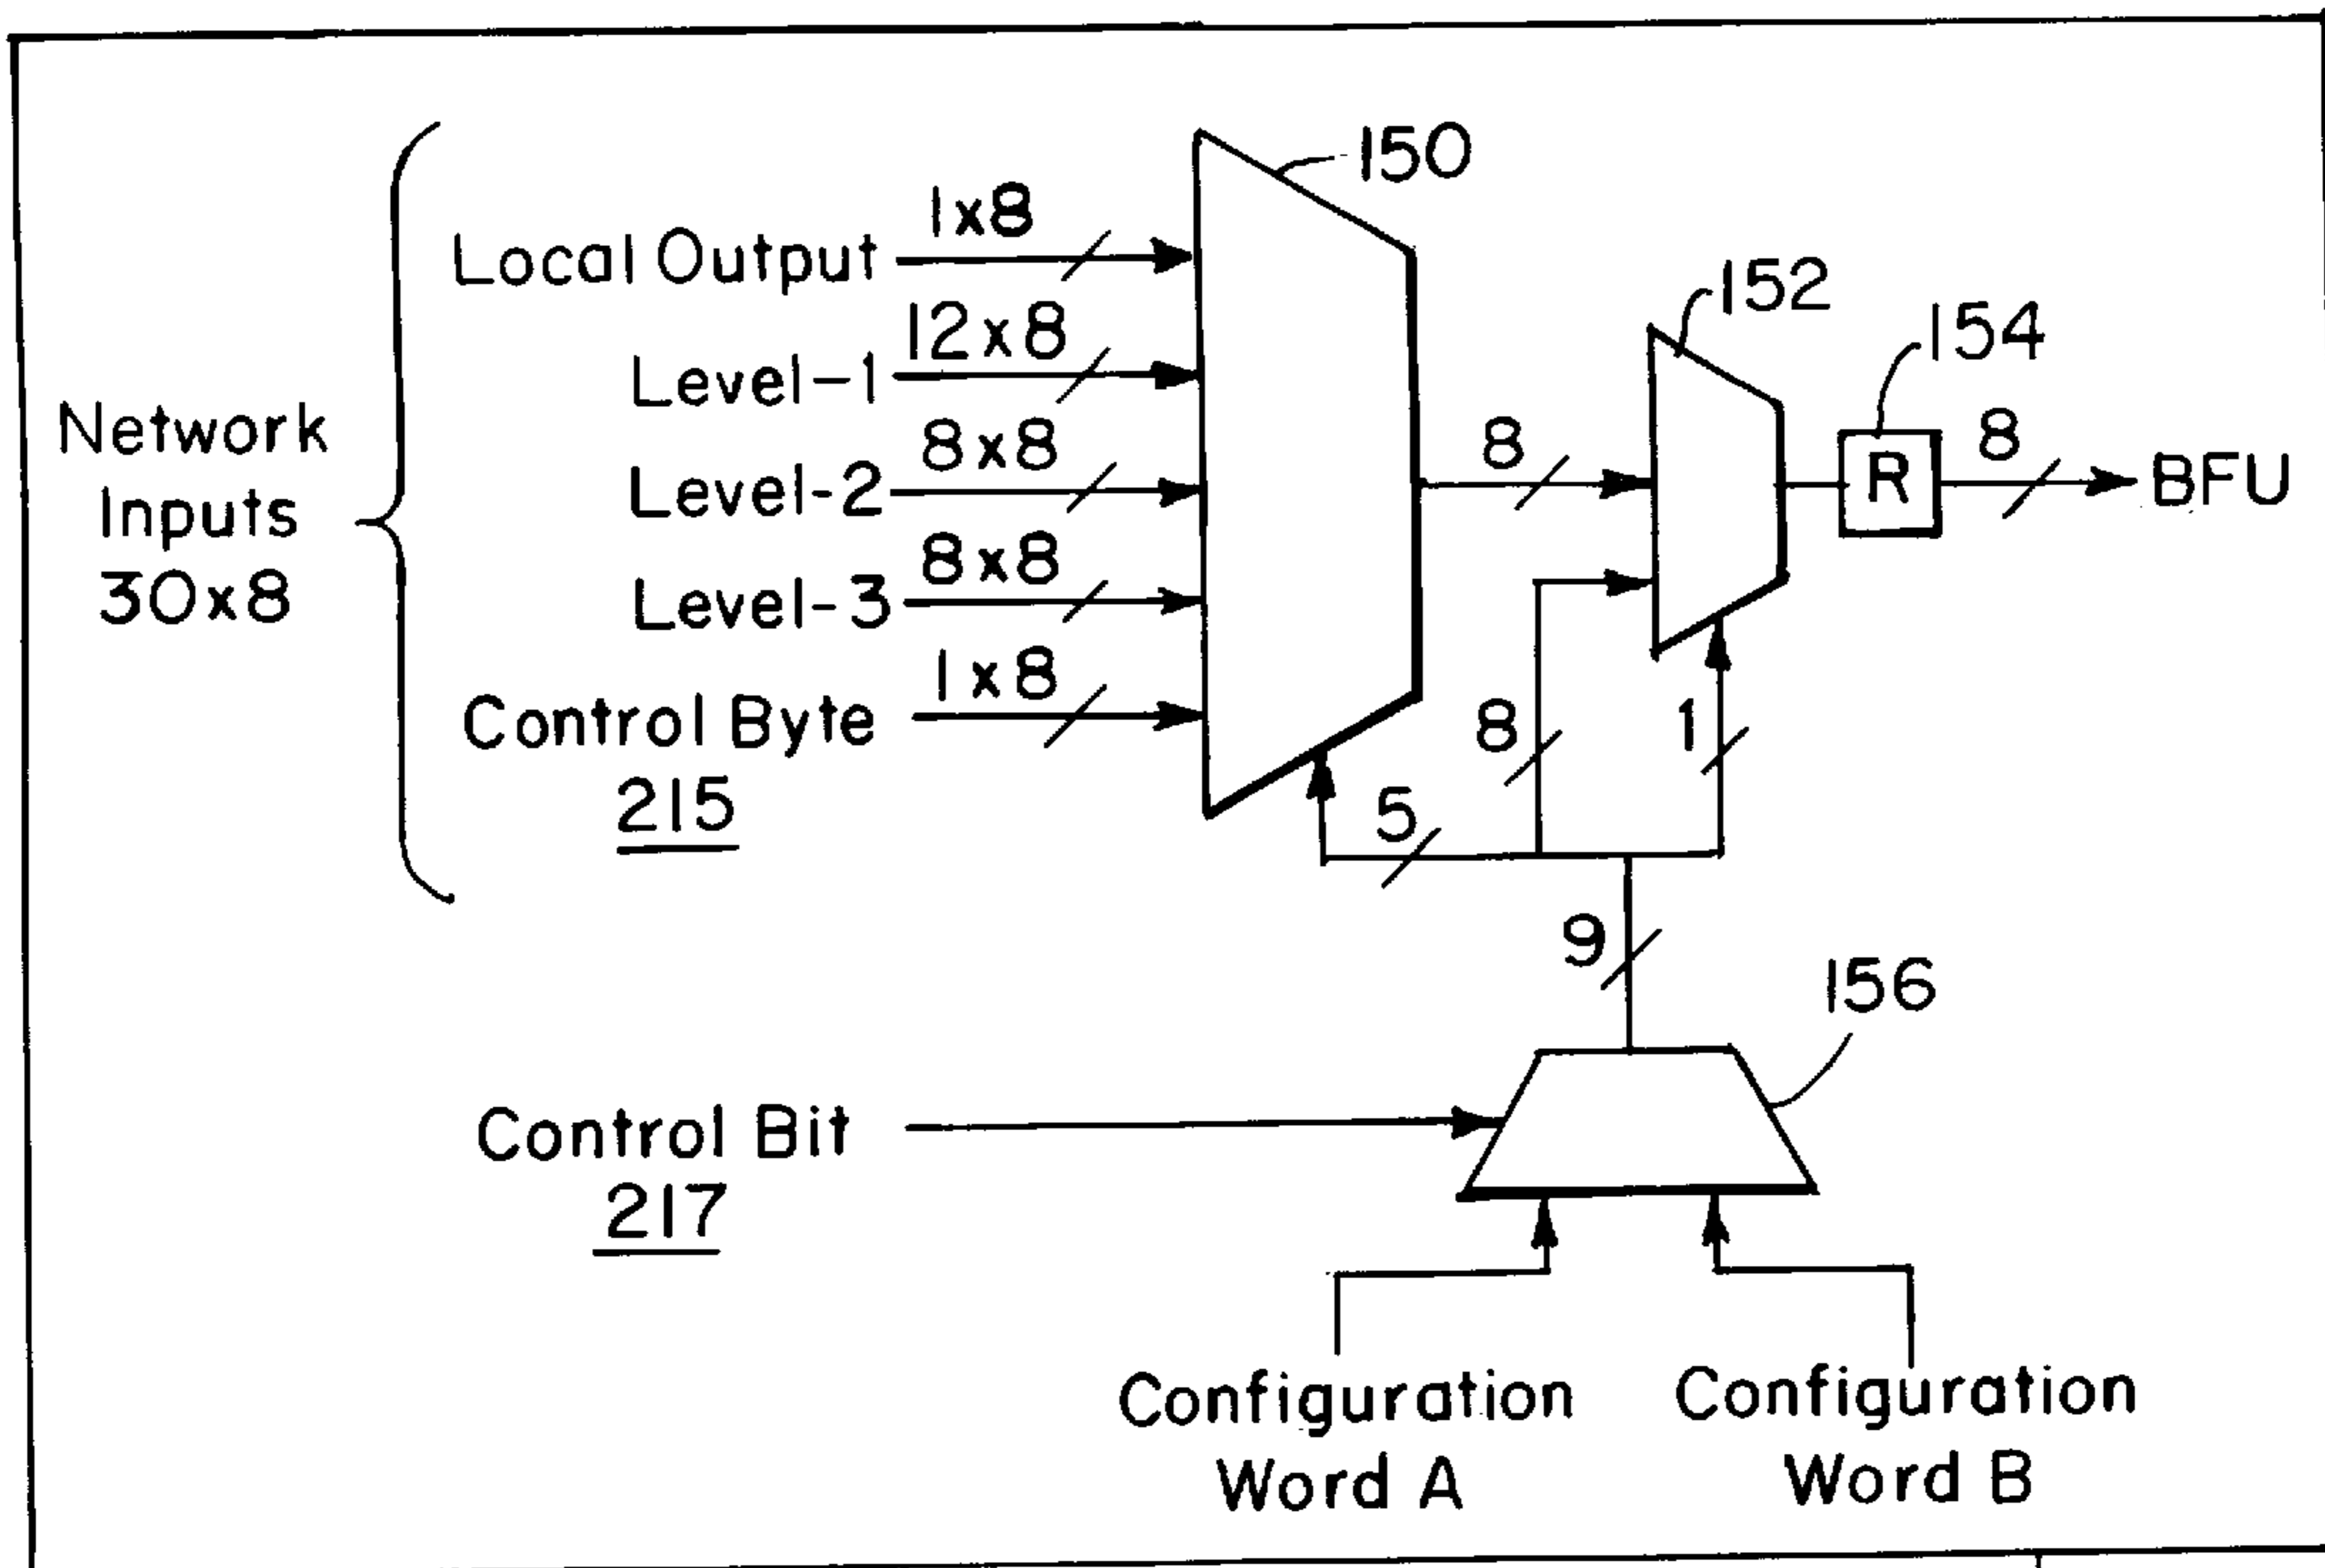 150
1x8
Local Output
152
12x8
154
Level-1
Network
Inputs
30x8
8x8
8
8
Level-2
R
BFU
8x8
Level-3
1x8
Control Byte
215
8
1
5
9
156
Control Bit
217
Configuration
Word A
Configuration
Word B